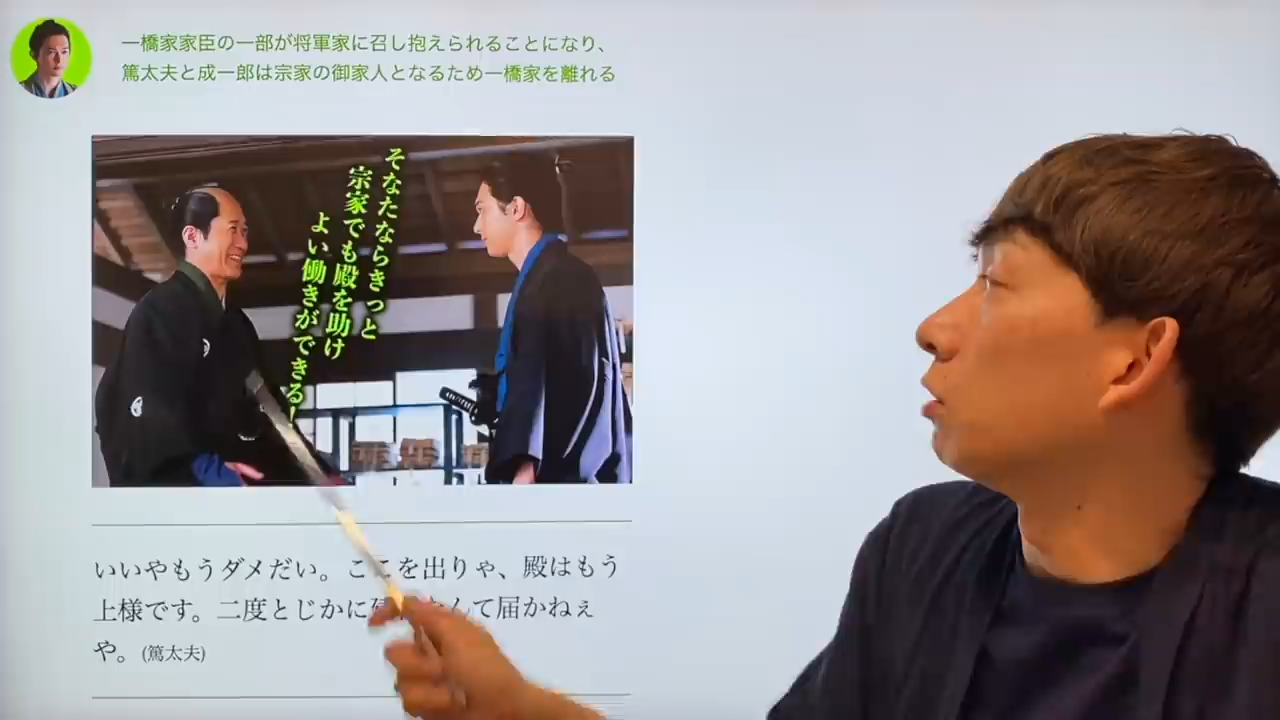 一橋家家臣の一部が将軍家に召し抱えられることになり、
篤太夫と成一郎は宗家の御家人となるため一橋家を離れる
そなたならきっと
宗家でも殿を助け
よい働きができる!
いいやもうダメだい。ここを出りゃ、殿はもう
上様です。二度とじかに なんて届かねぇ
や。(篤太夫)